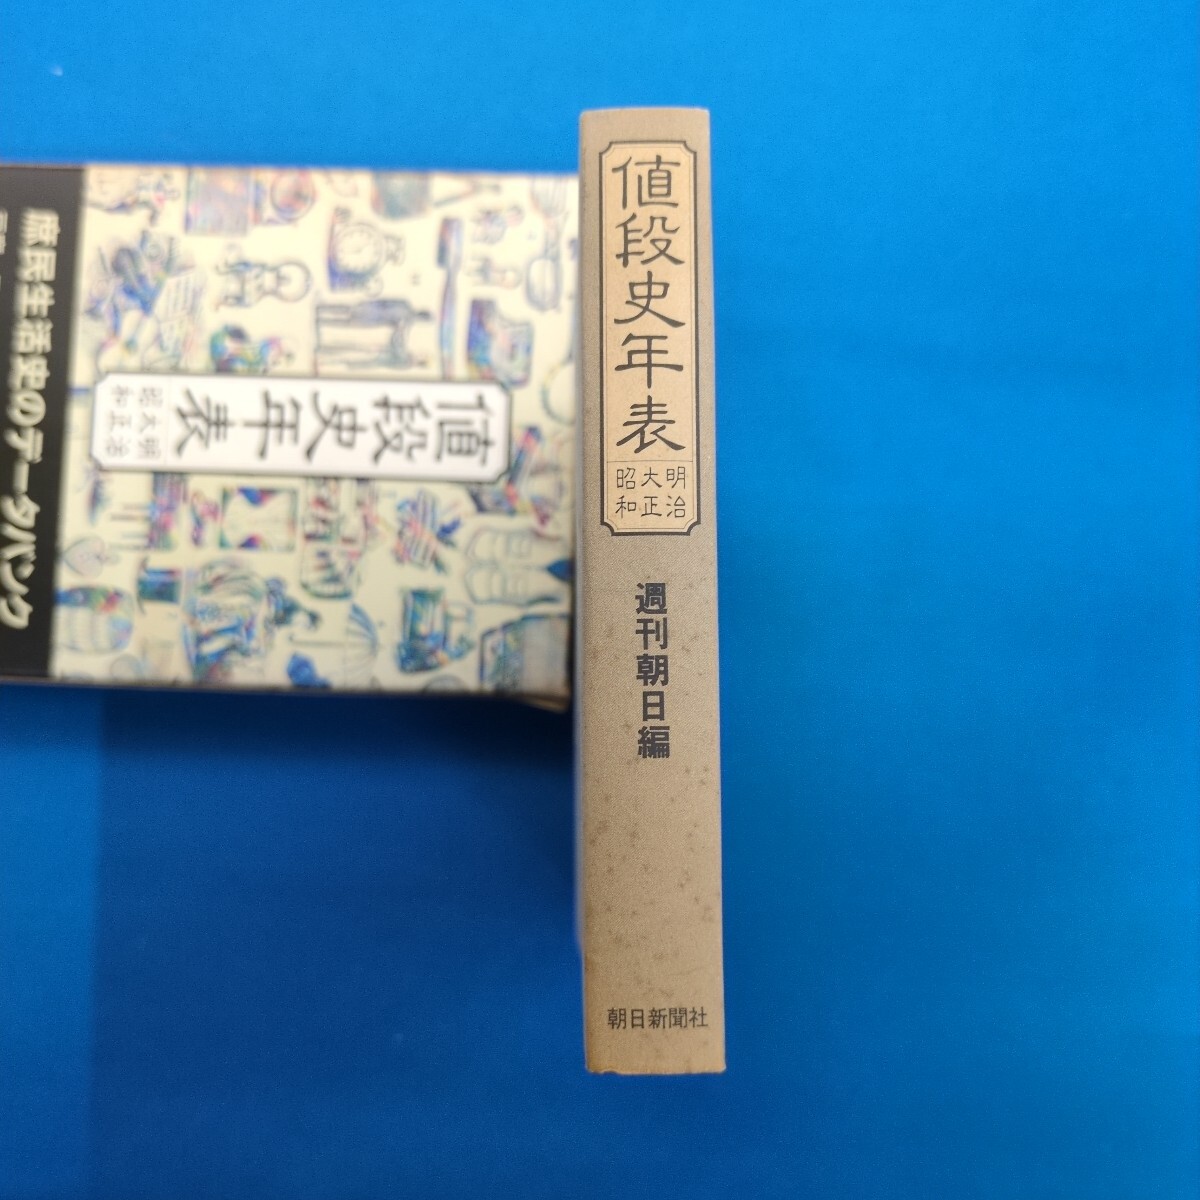 値段史年表
明治
大正
昭和
週刊朝日編
朝日新聞社
値段史年表
明治
大正
昭和
庶民生活史のデータバンク